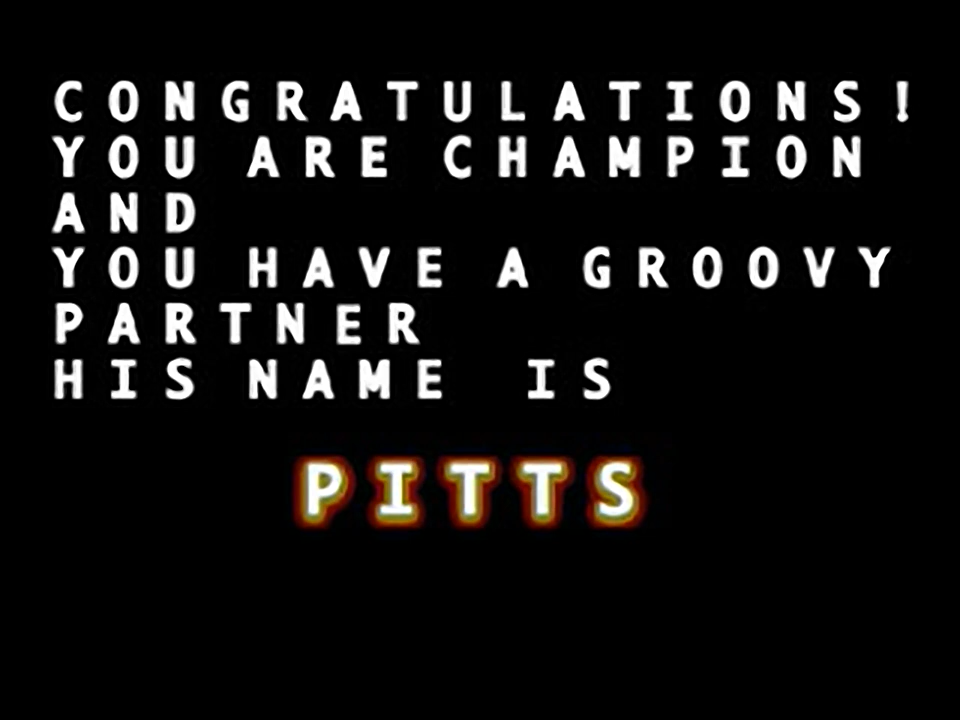 CONGRATULATIONS!
YOU ARE CHAMPION
AND
YOU HAVE A GROOVY
PARTNER
HIS NAME IS
PITTS